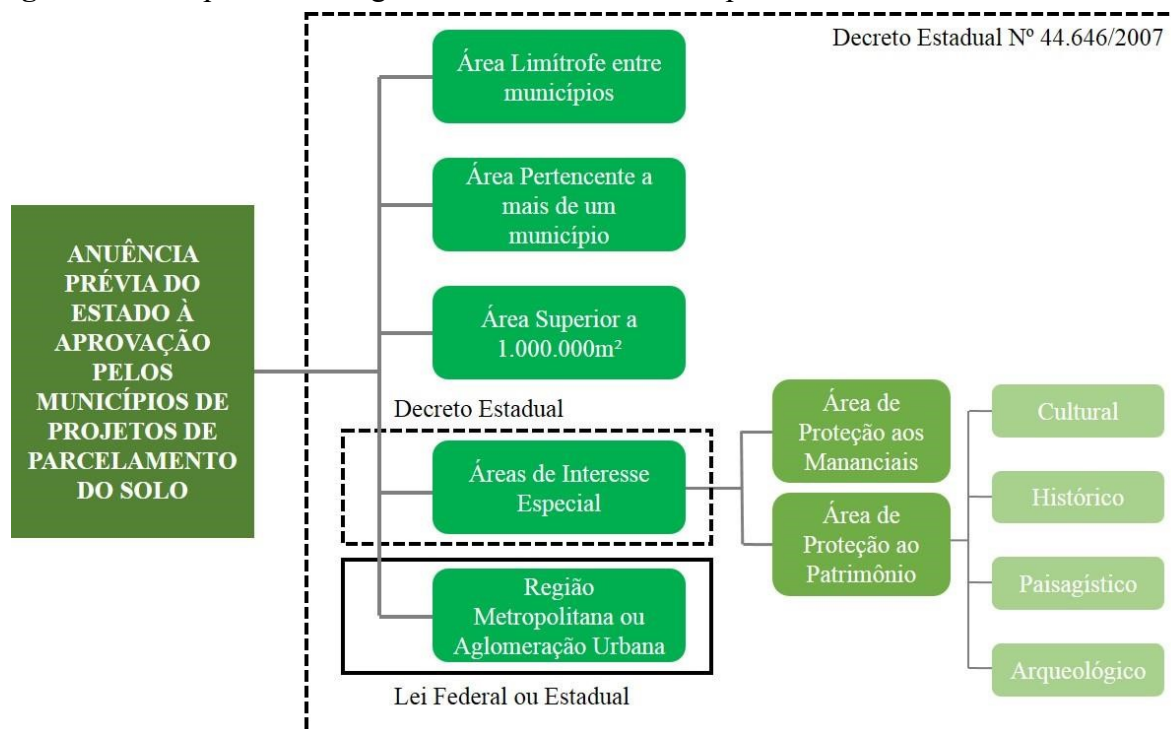 Decreto Estadual Nº 44.646/2007
ANUÊNCIA
PRÉVIA DO
ESTADO À
APROVAÇÃO
PELOS
MUNICÍPIOS DE
PROJETOS DE
PARCELAMENTO
DO SOLO
Área Limítrofe entre
municípios
Área Pertencente a
mais de um
município
Área Superior a
1.000.000m²
Decreto Estadual
Áreas de Interesse
Especial
Região
Metropolitana ou
Aglomeração Urbana
Lei Federal ou Estadual
Área de
Proteção aos
Mananciais
Área de
Proteção ao
Patrimônio
Cultural
Histórico
Paisagístico
Arqueológico